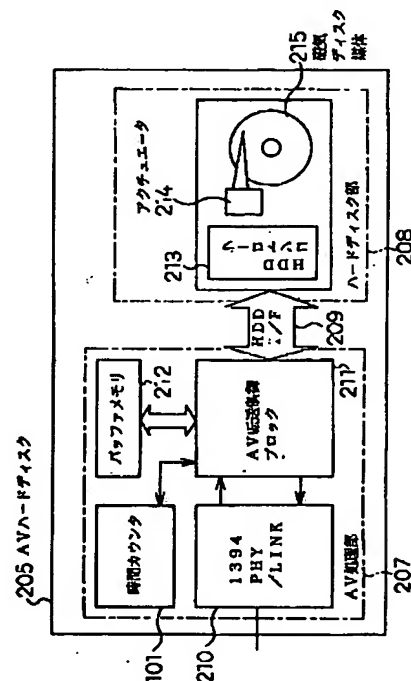 205 AVハードディスク
101
時間カウンタ
バッファメモリ
212
210
1394
PHY
/LINK
AV転送制御
ブロック
211
AV処理部
207
HDD
I/F
209
アクチュエータ
214
213
HDD
コントローラ
215
磁気
ディスク
媒体
ハードディスク部
208